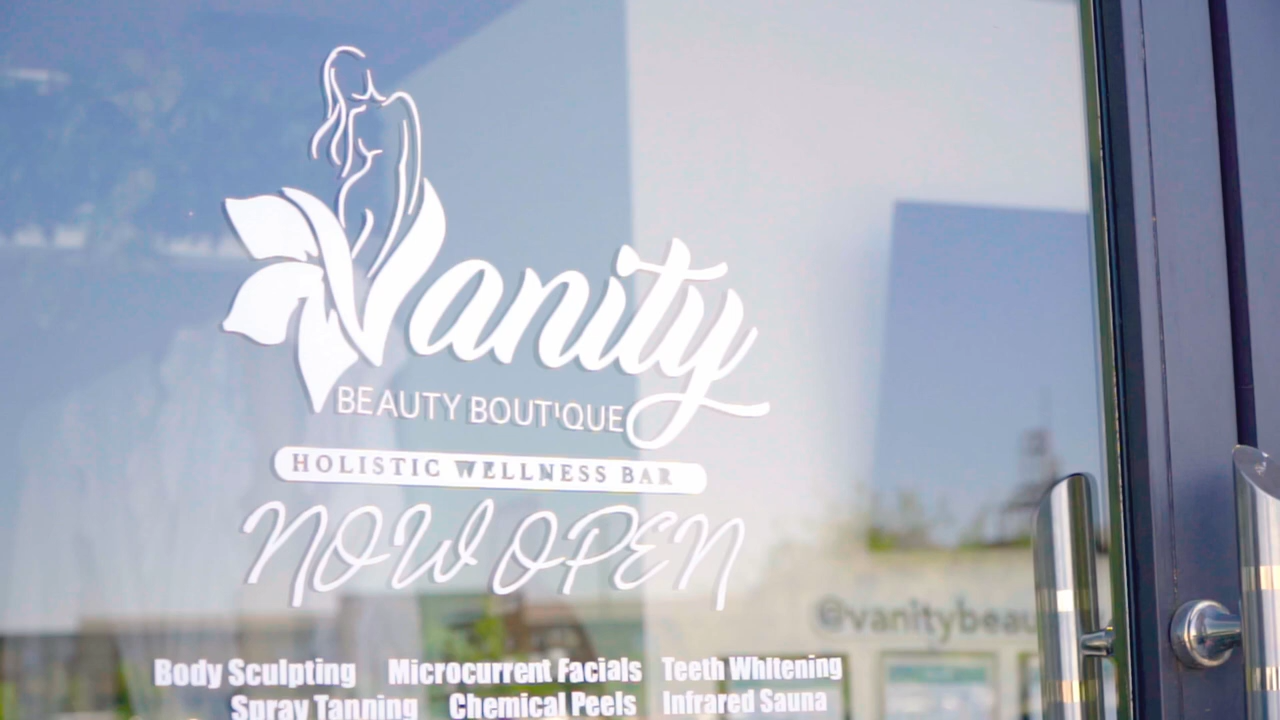 Vanity
BEAUTY BOUTIQUE
HOLISTIC WELLNESS BAR
NOW OPEN
@vanitybeau
Body Sculpting Microcurrent Facials Teeth Whitening
Spray Tanning Chemical Peels Infrared Sauna